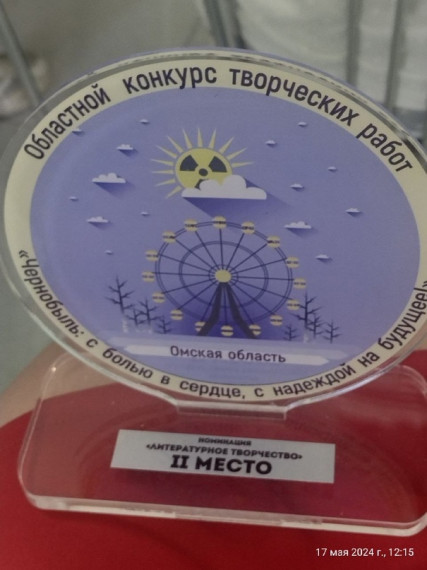 Областной конкурс творческих работ
Омская область
«Чернобыль: с болью в сердце, с надеждой на будущее!»
НОМИНАЦИЯ
«ЛИТЕРАТУРНОЕ ТВОРЧЕСТВО»
II МЕСТО
17 мая 2024 г., 12:15